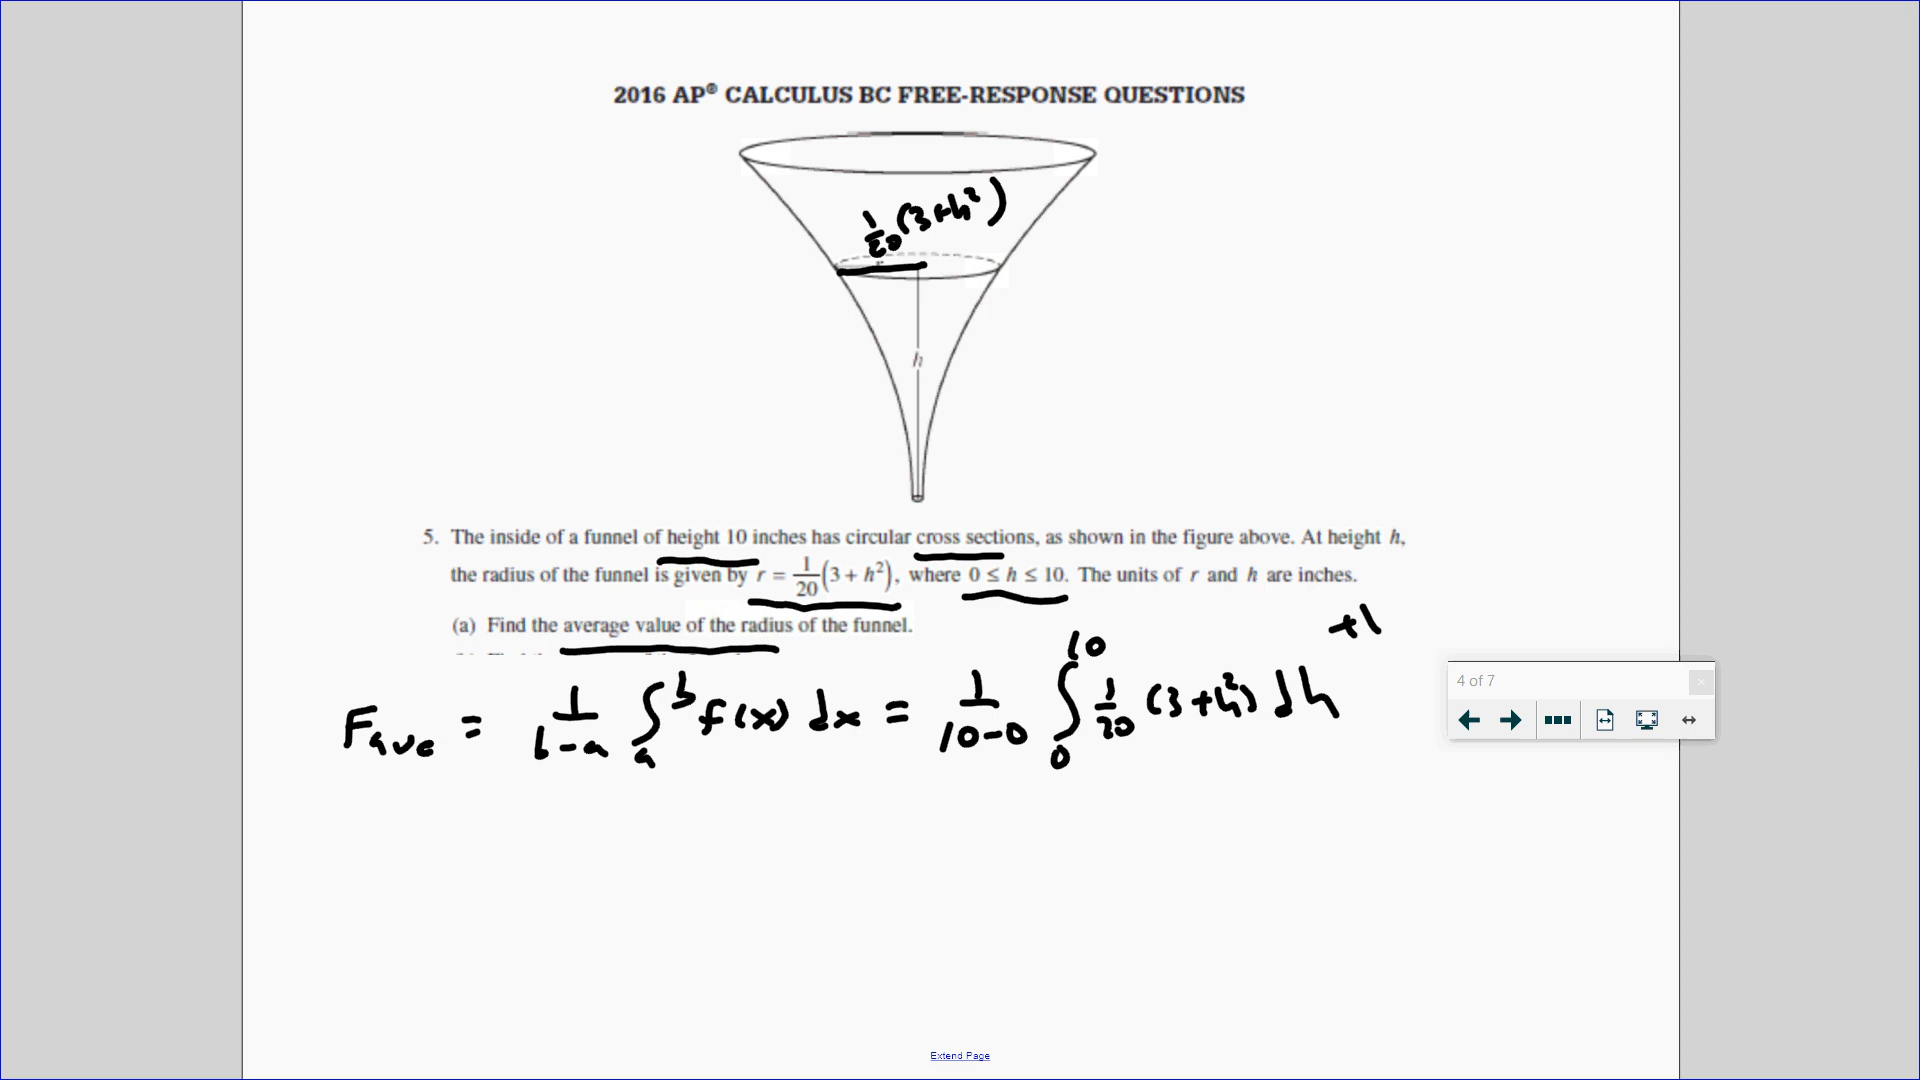 2016 AP® CALCULUS BC FREE-RESPONSE QUESTIONS
1/20 (3+h²)
h
5. The inside of a funnel of height 10 inches has circular cross sections, as shown in the figure above. At height h,
the radius of the funnel is given by r = 1/20 (3 + h²), where 0 ≤ h ≤ 10. The units of r and h are inches.
(a) Find the average value of the radius of the funnel.
+1
Fave = 1/(b-a) ∫_a^b f(x) dx = 1/(10-0) ∫_0^10 1/20 (3+h²) dh
4 of 7
Extend Page